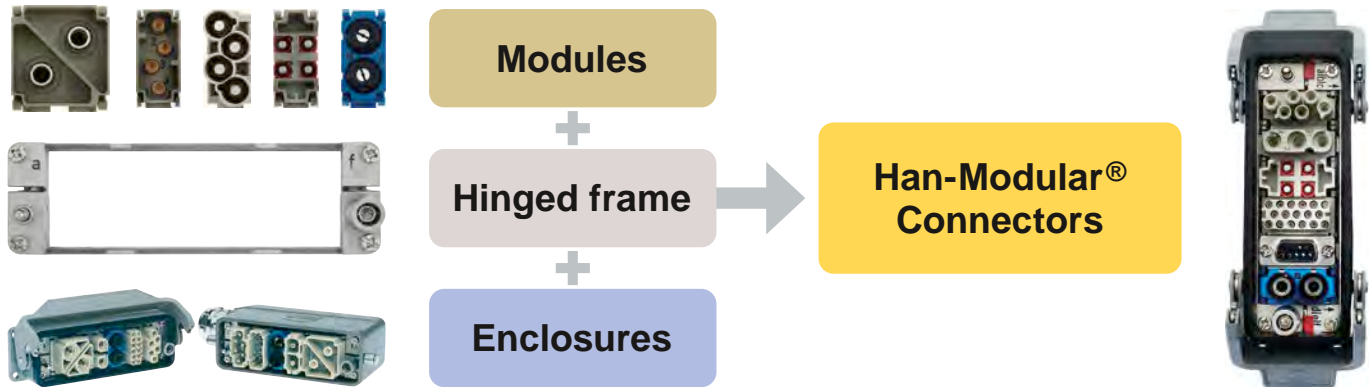 Modules
a
f
Hinged frame
Han-Modular®
Connectors
Enclosures